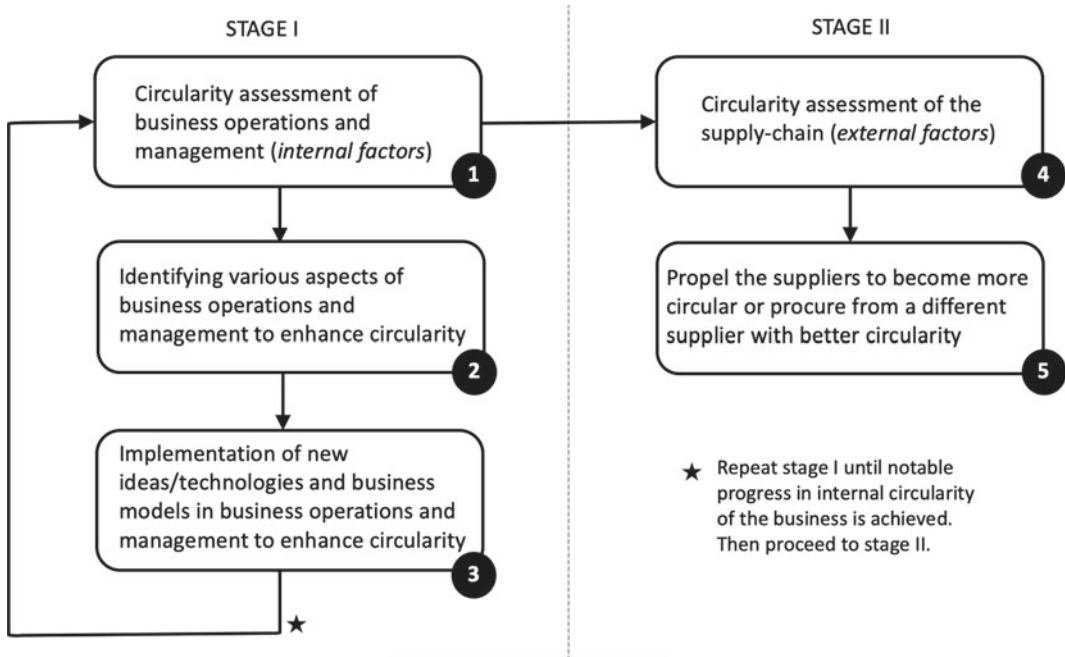 STAGE I
Circularity assessment of
business operations and
management (internal factors)
1
Identifying various aspects of
business operations and
management to enhance circularity
2
Implementation of new
ideas/technologies and business
models in business operations and
management to enhance circularity
3
★
STAGE II
Circularity assessment of the
supply-chain (external factors)
4
Propel the suppliers to become more
circular or procure from a different
supplier with better circularity
5
★ Repeat stage I until notable
progress in internal circularity
of the business is achieved.
Then proceed to stage II.